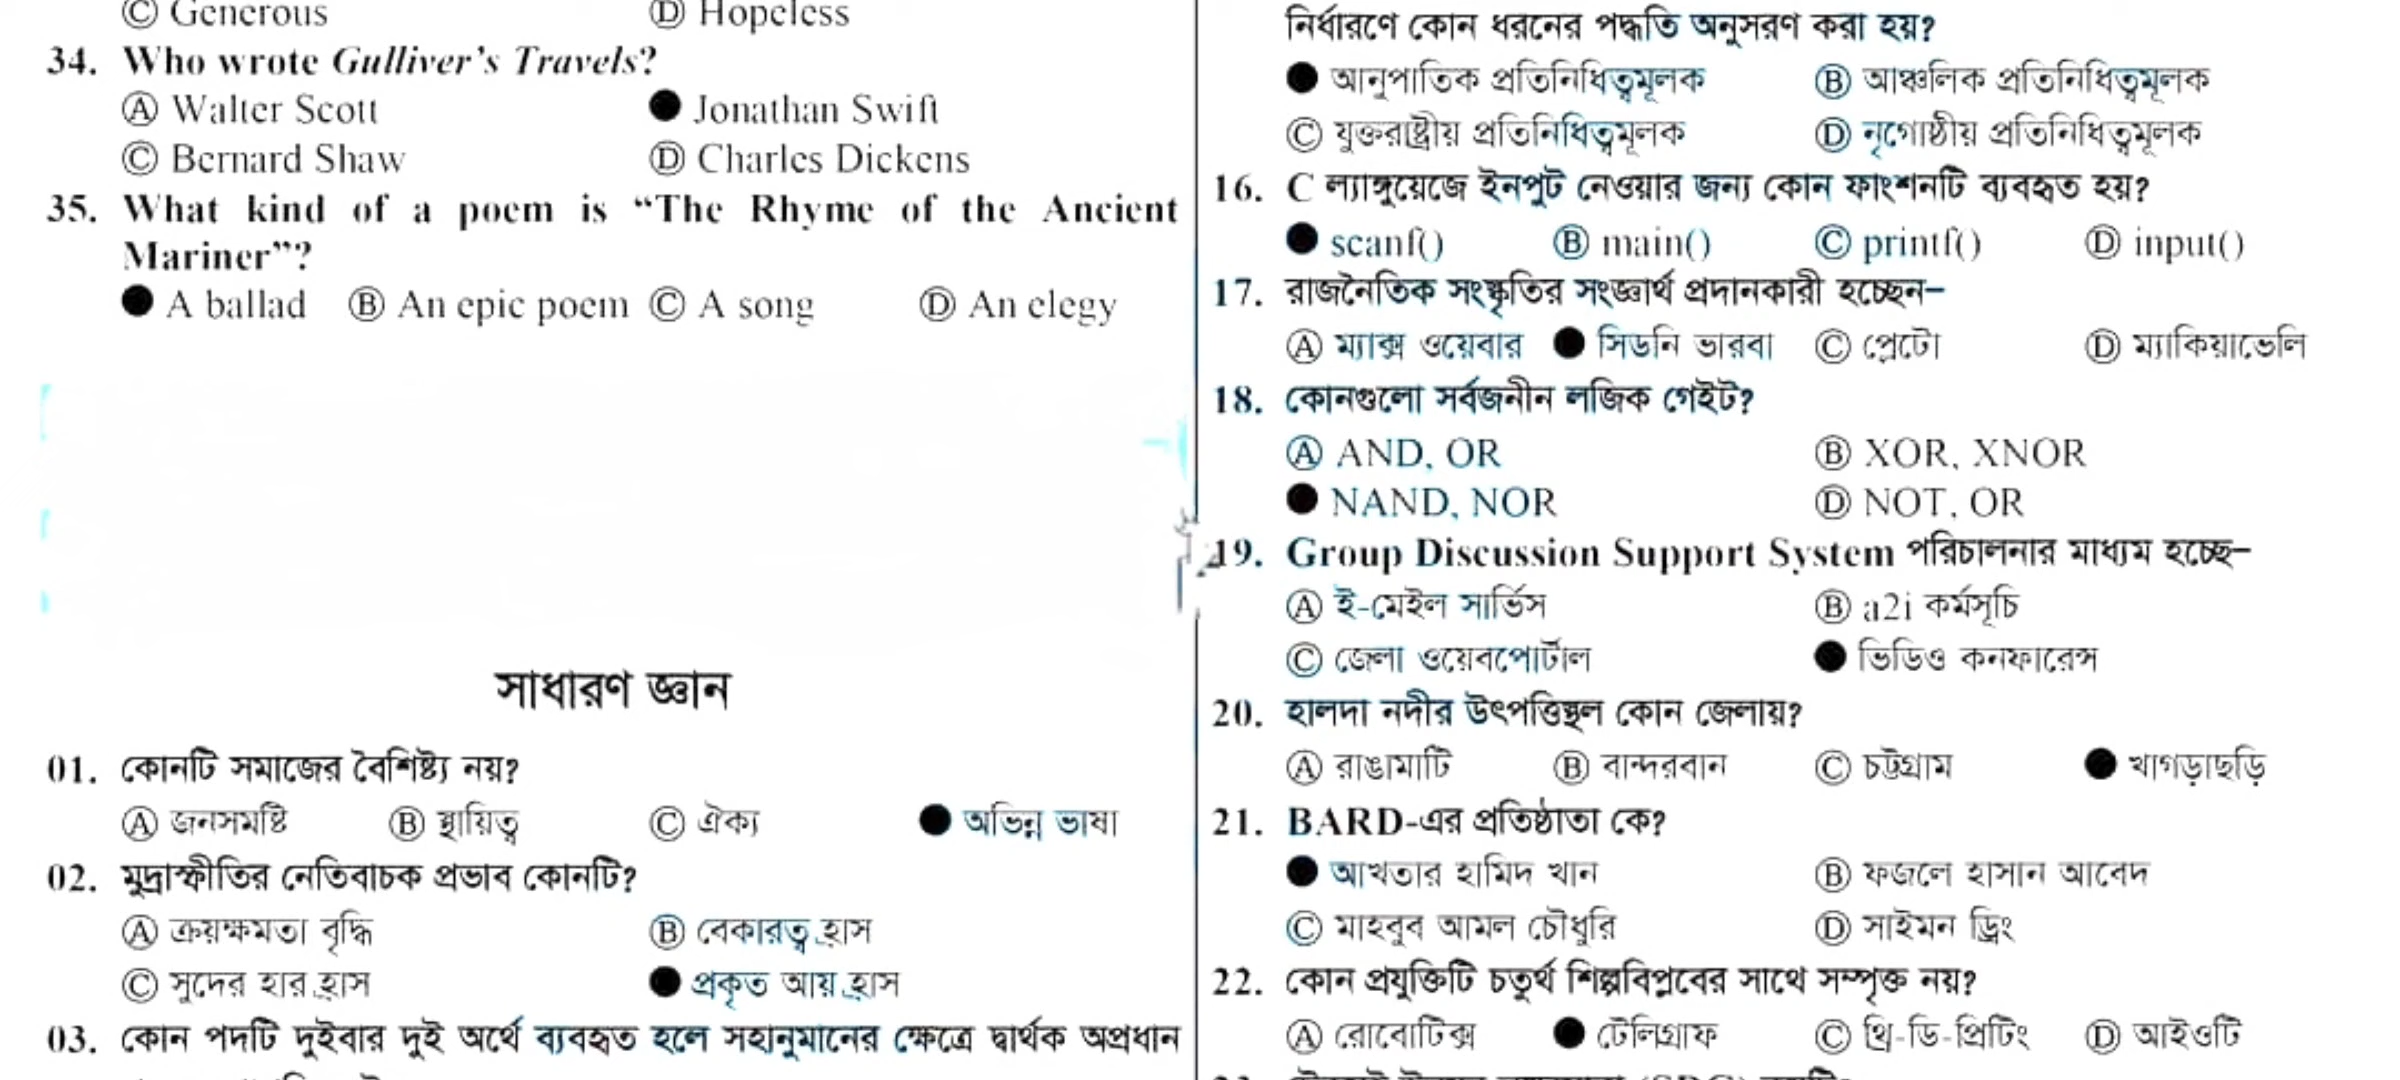 Ⓒ Generous Ⓓ Hopeless
34. Who wrote Gulliver's Travels?
Ⓐ Walter Scott ● Jonathan Swift
Ⓒ Bernard Shaw Ⓓ Charles Dickens
35. What kind of a poem is “The Rhyme of the Ancient
Mariner”?
● A ballad Ⓑ An epic poem Ⓒ A song Ⓓ An elegy
সাধারণ জ্ঞান
01. কোনটি সমাজের বৈশিষ্ট্য নয়?
Ⓐ জনসমষ্টি Ⓑ স্থায়িত্ব Ⓒ ঐক্য ● অভিন্ন ভাষা
02. মুদ্রাস্ফীতির নেতিবাচক প্রভাব কোনটি?
Ⓐ ক্রয়ক্ষমতা বৃদ্ধি Ⓑ বেকারত্ব হ্রাস
Ⓒ সুদের হার হ্রাস ● প্রকৃত আয় হ্রাস
03. কোন পদটি দুইবার দুই অর্থে ব্যবহৃত হলে সহানুমানের ক্ষেত্রে দ্বার্থক অপ্রধান
নির্ধারণে কোন ধরনের পদ্ধতি অনুসরণ করা হয়?
● আনুপাতিক প্রতিনিধিত্বমূলক Ⓑ আঞ্চলিক প্রতিনিধিত্বমূলক
Ⓒ যুক্তরাষ্ট্রীয় প্রতিনিধিত্বমূলক Ⓓ নৃগোষ্ঠীয় প্রতিনিধিত্বমূলক
16. C ল্যাঙ্গুয়েজে ইনপুট নেওয়ার জন্য কোন ফাংশনটি ব্যবহৃত হয়?
● scanf() Ⓑ main() Ⓒ printf() Ⓓ input()
17. রাজনৈতিক সংস্কৃতির সংজ্ঞার্থ প্রদানকারী হচ্ছেন–
Ⓐ ম্যাক্স ওয়েবার ● সিডনি ভারবা Ⓒ প্লেটো Ⓓ ম্যাকিয়াভেলি
18. কোনগুলো সর্বজনীন লজিক গেইট?
Ⓐ AND, OR Ⓑ XOR, XNOR
● NAND, NOR Ⓓ NOT, OR
19. Group Discussion Support System পরিচালনার মাধ্যম হচ্ছে–
Ⓐ ই-মেইল সার্ভিস Ⓑ a2i কর্মসূচি
Ⓒ জেলা ওয়েবপোর্টাল ● ভিডিও কনফারেন্স
20. হালদা নদীর উৎপত্তিস্থল কোন জেলায়?
Ⓐ রাঙামাটি Ⓑ বান্দরবান Ⓒ চট্টগ্রাম ● খাগড়াছড়ি
21. BARD-এর প্রতিষ্ঠাতা কে?
● আখতার হামিদ খান Ⓑ ফজলে হাসান আবেদ
Ⓒ মাহবুব আমল চৌধুরি Ⓓ সাইমন ড্রিং
22. কোন প্রযুক্তিটি চতুর্থ শিল্পবিপ্লবের সাথে সম্পৃক্ত নয়?
Ⓐ রোবোটিক্স ● টেলিগ্রাফ Ⓒ থ্রি-ডি-প্রিটিং Ⓓ আইওটি